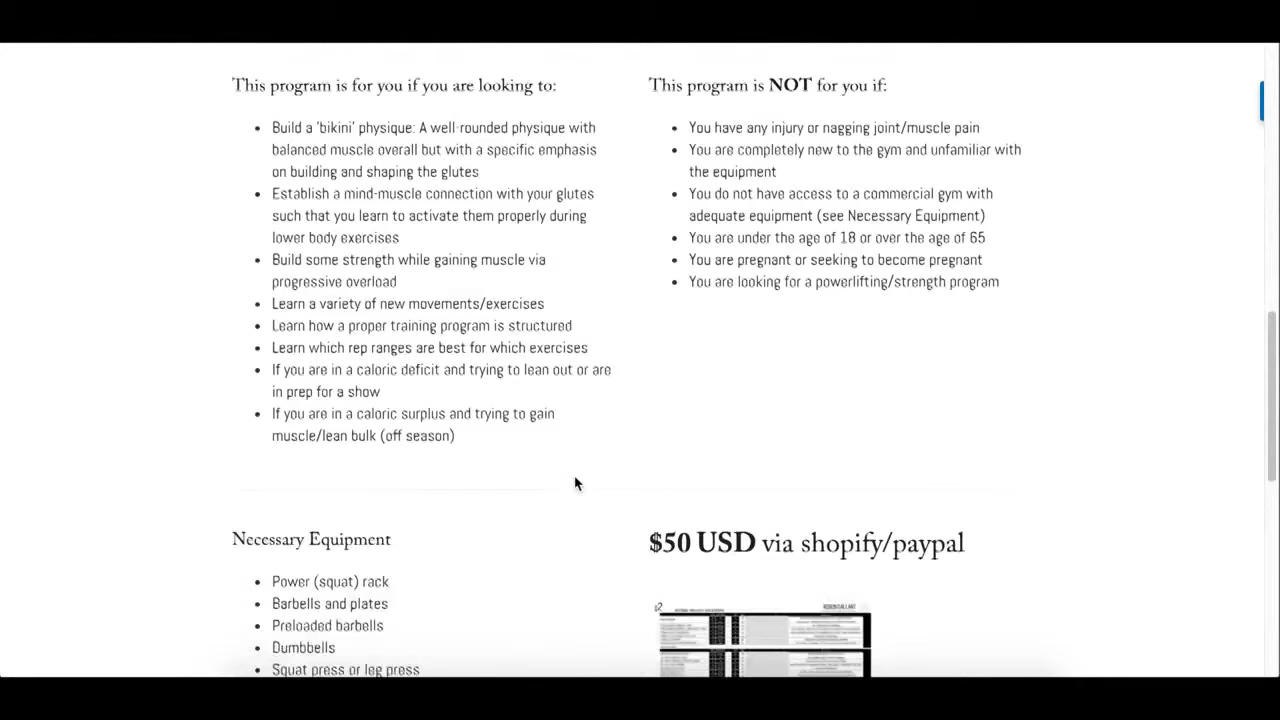 This program is for you if you are looking to:
Build a 'bikini' physique: A well-rounded physique with
balanced muscle overall but with a specific emphasis
on building and shaping the glutes
Establish a mind-muscle connection with your glutes
such that you learn to activate them properly during
lower body exercises
Build some strength while gaining muscle via
progressive overload
Learn a variety of new movements/exercises
Learn how a proper training program is structured
Learn which rep ranges are best for which exercises
If you are in a caloric deficit and trying to lean out or are
in prep for a show
If you are in a caloric surplus and trying to gain
muscle/lean bulk (off season)
This program is NOT for you if:
You have any injury or nagging joint/muscle pain
You are completely new to the gym and unfamiliar with
the equipment
You do not have access to a commercial gym with
adequate equipment (see Necessary Equipment)
You are under the age of 18 or over the age of 65
You are pregnant or seeking to become pregnant
You are looking for a powerlifting/strength program
Necessary Equipment
Power (squat) rack
Barbells and plates
Preloaded barbells
Dumbbells
Squat press or leg press
$50 USD via shopify/paypal